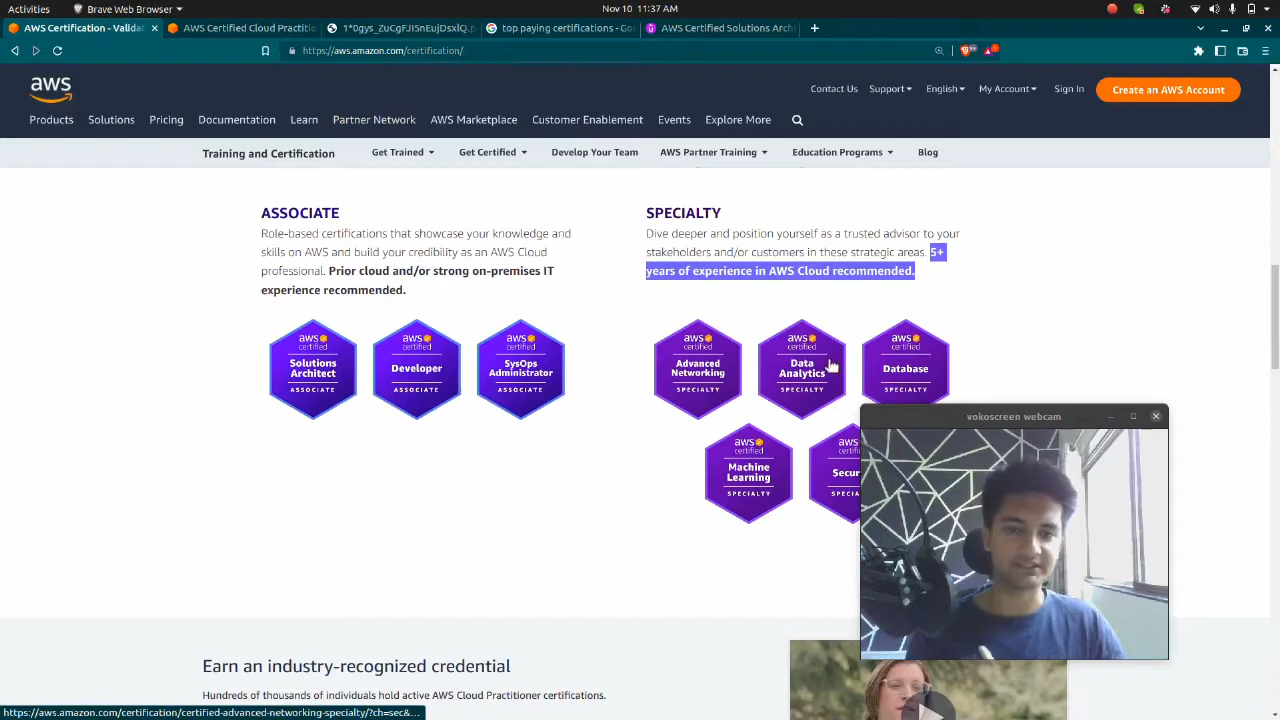 Activities
Brave Web Browser
Nov 10 11:37 AM
AWS Certification - Valida
AWS Certified Cloud Practitio
top paying certifications - Goo
AWS Certified Solutions Arch
https://aws.amazon.com/certification/
aws
Contact Us
Support
English
My Account
Sign In
Create an AWS Account
Products
Solutions
Pricing
Documentation
Learn
Partner Network
AWS Marketplace
Customer Enablement
Events
Explore More
Training and Certification
Get Trained
Get Certified
Develop Your Team
AWS Partner Training
Education Programs
Blog
ASSOCIATE
Role-based certifications that showcase your knowledge and
skills on AWS and build your credibility as an AWS Cloud
professional. Prior cloud and/or strong on-premises IT
experience recommended.
SPECIALTY
Dive deeper and position yourself as a trusted advisor to your
stakeholders and/or customers in these strategic areas. 5+
years of experience in AWS Cloud recommended.
aws
certified
Solutions
Architect
ASSOCIATE
aws
certified
Developer
ASSOCIATE
aws
certified
SysOps
Administrator
ASSOCIATE
aws
certified
Advanced
Networking
SPECIALTY
aws
certified
Data
Analytics
SPECIALTY
aws
certified
Database
SPECIALTY
aws
certified
Machine
Learning
SPECIALTY
aws
certif
Secur
SPECIA
vokoscreen webcam
Earn an industry-recognized credential
Hundreds of thousands of individuals hold active AWS Cloud Practitioner certifications.
https://aws.amazon.com/certification/certified-advanced-networking-specialty/?ch=sec&...